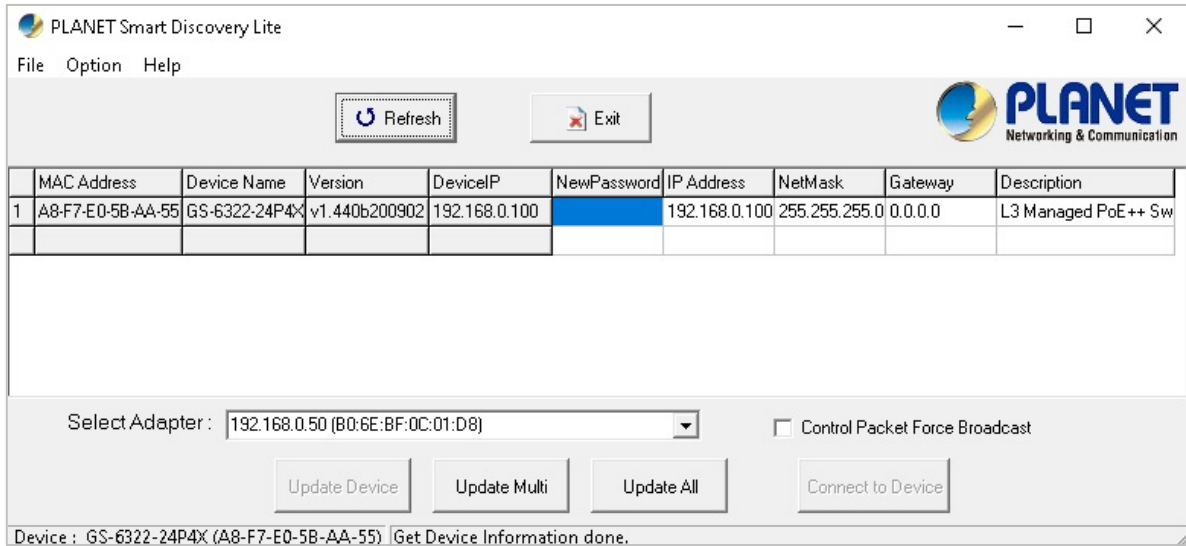 PLANET Smart Discovery Lite
File Option Help
Refresh Exit
PLANET
Networking & Communication
MAC Address Device Name Version DeviceIP NewPassword IP Address NetMask Gateway Description
1 A8-F7-E0-5B-AA-55 GS-6322-24P4X v1.440b200902 192.168.0.100 192.168.0.100 255.255.255.0 0.0.0.0 L3 Managed PoE++ Sw
Select Adapter : 192.168.0.50 (B0:6E:BF:0C:01:D8) Control Packet Force Broadcast
Update Device Update Multi Update All Connect to Device
Device : GS-6322-24P4X (A8-F7-E0-5B-AA-55) Get Device Information done.